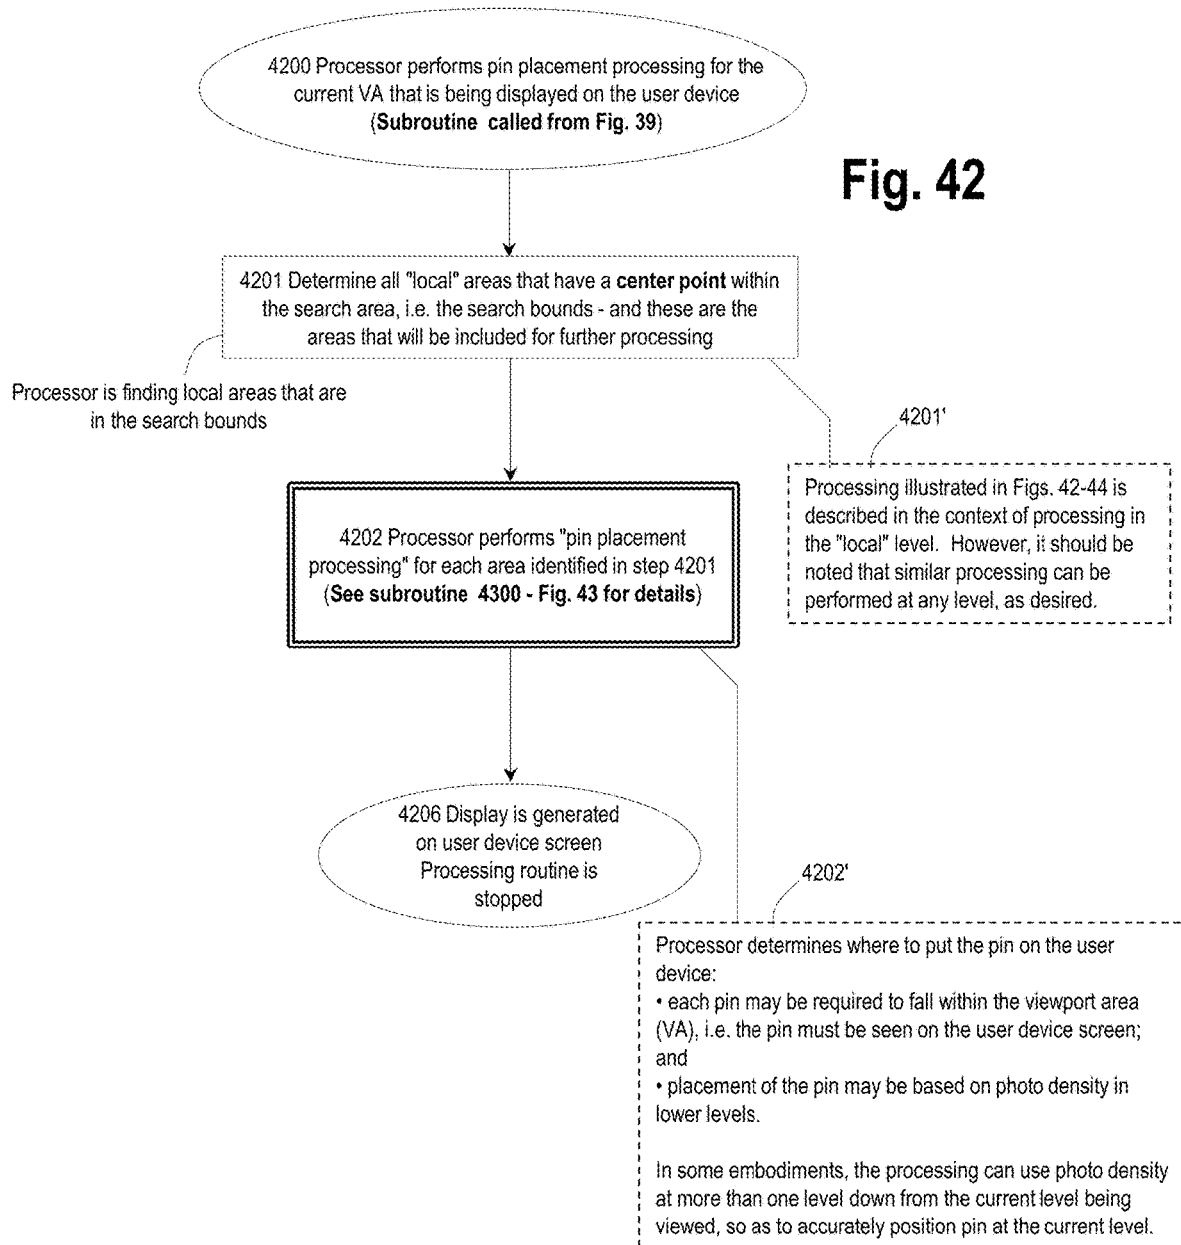 4200 Processor performs pin placement processing for the
current VA that is being displayed on the user device
(Subroutine called from Fig. 39)
Fig. 42
4201 Determine all "local" areas that have a center point within
the search area, i.e. the search bounds - and these are the
areas that will be included for further processing
Processor is finding local areas that are
in the search bounds
4201'
Processing illustrated in Figs. 42-44 is
described in the context of processing in
the "local" level. However, it should be
noted that similar processing can be
performed at any level, as desired.
4202 Processor performs "pin placement
processing" for each area identified in step 4201
(See subroutine 4300 - Fig. 43 for details)
4206 Display is generated
on user device screen
Processing routine is
stopped
4202'
Processor determines where to put the pin on the user
device:
• each pin may be required to fall within the viewport area
(VA), i.e. the pin must be seen on the user device screen;
and
• placement of the pin may be based on photo density in
lower levels.
In some embodiments, the processing can use photo density
at more than one level down from the current level being
viewed, so as to accurately position pin at the current level.